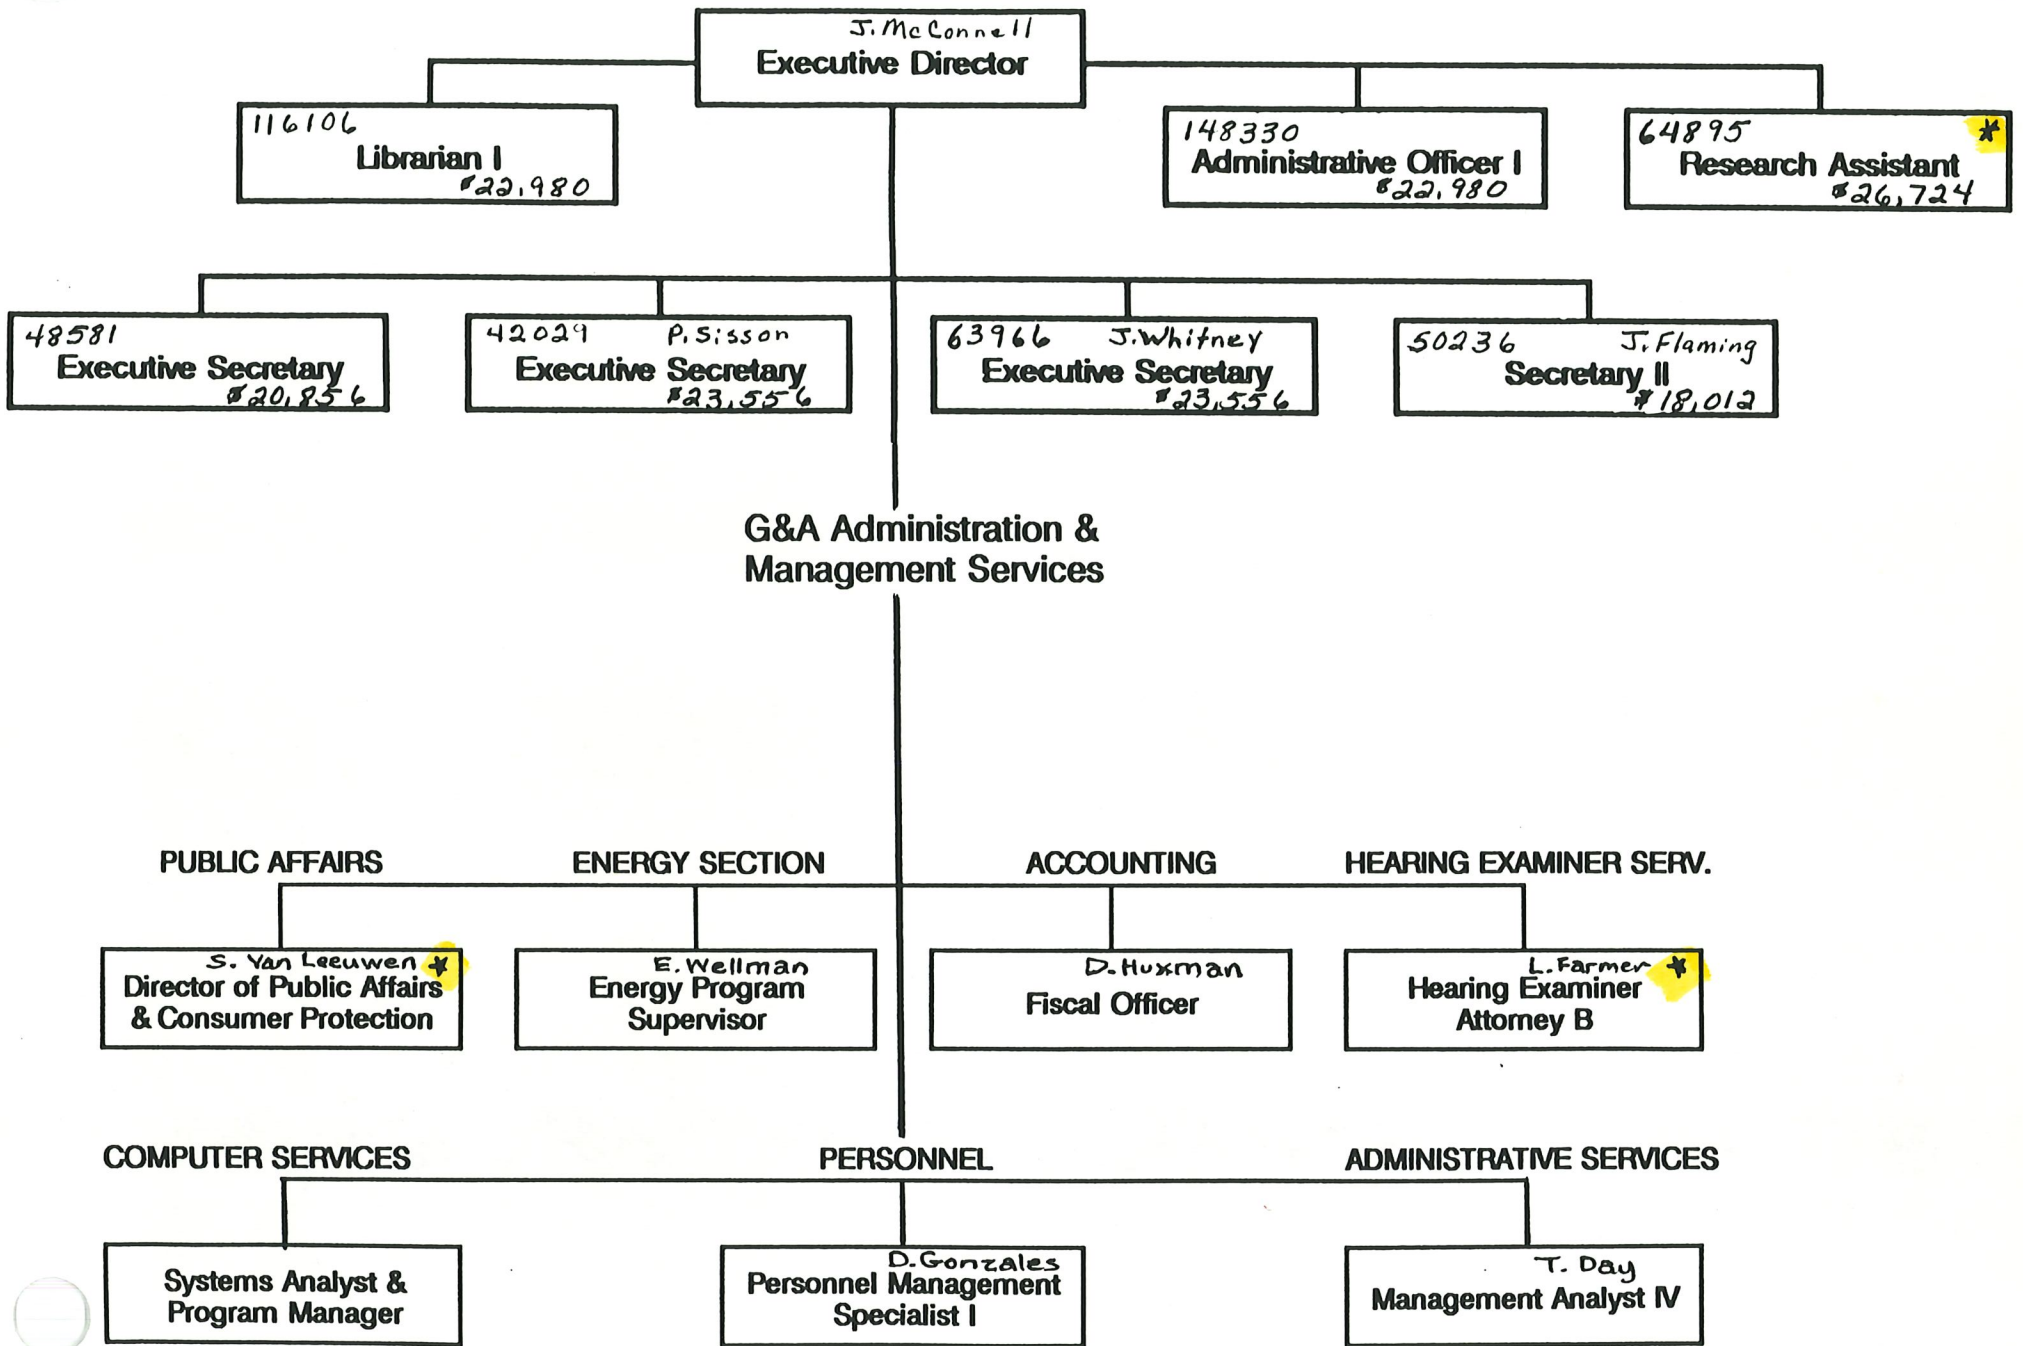 J. McConnell
Executive Director
116106
Librarian I
$22,980
148330
Administrative Officer I
$22,980
64895 *
Research Assistant
$26,724
48581
Executive Secretary
$20,856
42029 P. Sisson
Executive Secretary
$23,556
63966 J. Whitney
Executive Secretary
$23,556
50236 J. Flaming
Secretary II
$18,012
G&A Administration &
Management Services
PUBLIC AFFAIRS
S. Van Leeuwen *
Director of Public Affairs
& Consumer Protection
ENERGY SECTION
E. Wellman
Energy Program
Supervisor
ACCOUNTING
D. Huxman
Fiscal Officer
HEARING EXAMINER SERV.
L. Farmer *
Hearing Examiner
Attorney B
COMPUTER SERVICES
Systems Analyst &
Program Manager
PERSONNEL
D. Gonzales
Personnel Management
Specialist I
ADMINISTRATIVE SERVICES
T. Day
Management Analyst IV